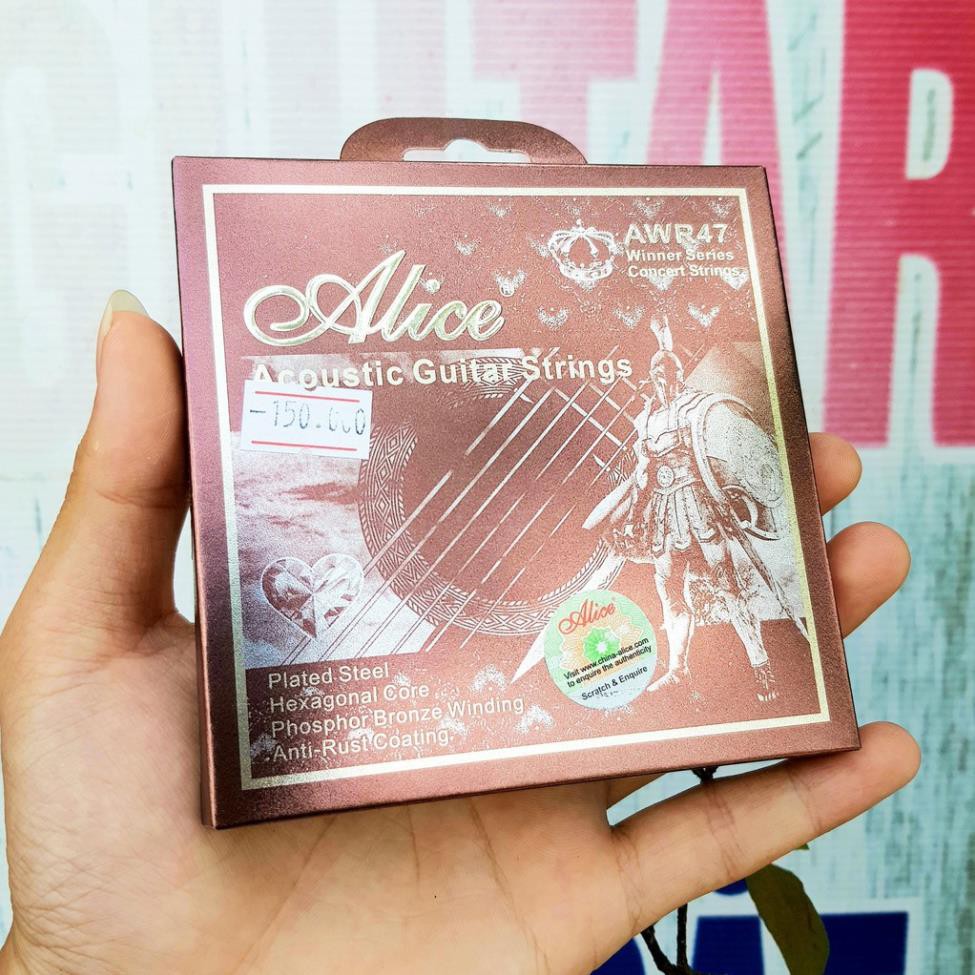 GUITAR
AWR47
Winner Series
Concert Strings
Alice®
Acoustic Guitar Strings
-150.000
Alice
Visit www.china-alice.com
to enquire the authenticity
Scratch & Enquire
Plated Steel
Hexagonal Core
Phosphor Bronze Winding
Anti-Rust Coating